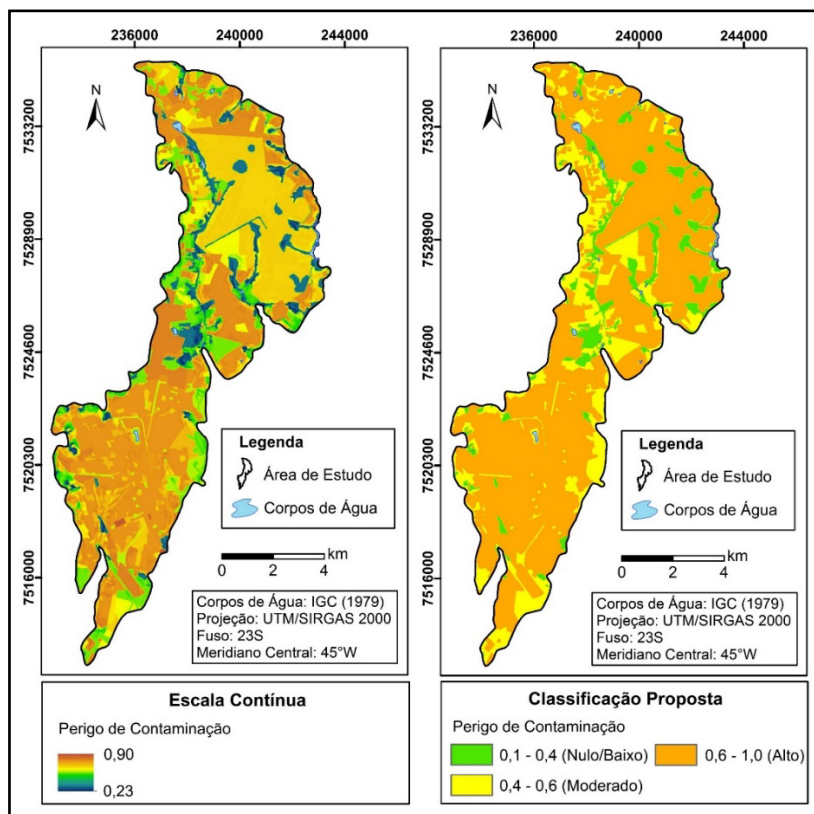 236000 240000 244000
N
7533200
7528900
7524600
7520300
7516000
Legenda
Área de Estudo
Corpos de Água
km
0 2 4
Corpos de Água: IGC (1979)
Projeção: UTM/SIRGAS 2000
Fuso: 23S
Meridiano Central: 45°W
Escala Contínua
Perigo de Contaminação
0,90
0,23
236000 240000 244000
N
7533200
7528900
7524600
7520300
7516000
Legenda
Área de Estudo
Corpos de Água
km
0 2 4
Corpos de Água: IGC (1979)
Projeção: UTM/SIRGAS 2000
Fuso: 23S
Meridiano Central: 45°W
Classificação Proposta
Perigo de Contaminação
0,1 - 0,4 (Nulo/Baixo) 0,6 - 1,0 (Alto)
0,4 - 0,6 (Moderado)